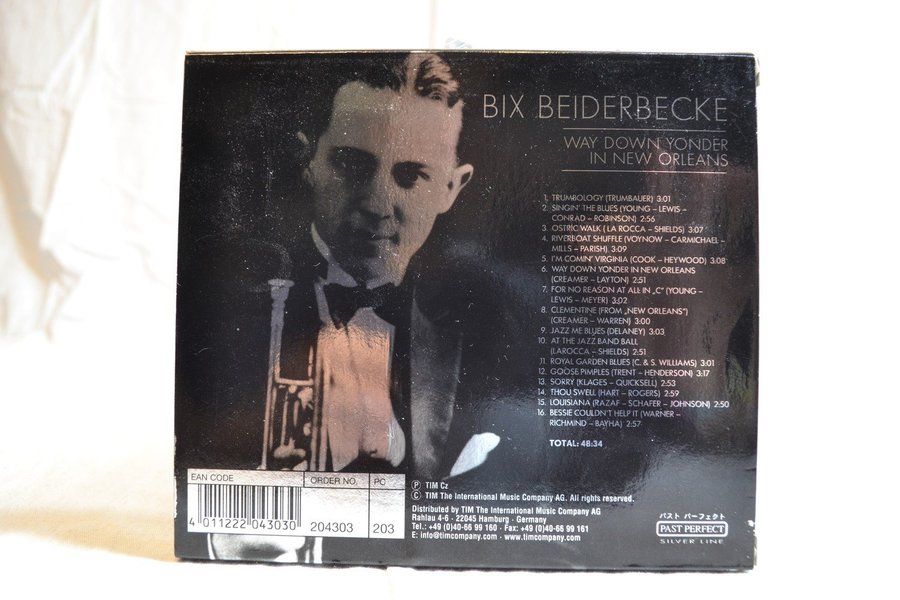 BIX BEIDERBECKE
WAY DOWN YONDER
IN NEW ORLEANS
1. TRUMBOLOGY (TRUMBAUER) 3:01
2. SINGIN' THE BLUES (YOUNG – LEWIS –
CONRAD – ROBINSON) 2:56
3. OSTRIC WALK ( LA ROCCA – SHIELDS) 3:07
4. RIVERBOAT SHUFFLE (VOYNOW – CARMICHAEL –
MILLS – PARISH) 3:09
5. I'M COMIN' VIRGINIA (COOK – HEYWOOD) 3:08
6. WAY DOWN YONDER IN NEW ORLEANS
(CREAMER – LAYTON) 2:51
7. FOR NO REASON AT ALL IN „C" (YOUNG –
LEWIS – MEYER) 3:02
8. CLEMENTINE (FROM „NEW ORLEANS")
(CREAMER – WARREN) 3:00
9. JAZZ ME BLUES (DELANEY) 3:03
10. AT THE JAZZ BAND BALL
(LAROCCA – SHIELDS) 2:51
11. ROYAL GARDEN BLUES (C. & S. WILLIAMS) 3:01
12. GOOSE PIMPLES (TRENT – HENDERSON) 3:17
13. SORRY (KLAGES – QUICKSELL) 2:53
14. THOU SWELL (HART – ROGERS) 2:59
15. LOUISIANA (RAZAF – SCHAFER – JOHNSON) 2:50
16. BESSIE COULDN'T HELP IT (WARNER –
RICHMIND – BAYHA) 2:57
TOTAL: 48:34
EAN CODE ORDER NO. PC
4 011222 043030 204303 203
Ⓟ TIM Cz
© TIM The International Music Company AG. All rights reserved.
Distributed by TIM The International Music Company AG
Rahlau 4-6 - 22045 Hamburg - Germany
Tel.: +49 (0)40-66 99 160 - Fax: +49 (0)40-66 99 161
E: info@timcompany.com - www.timcompany.com
パスト パーフェクト
PAST PERFECT
SILVER LINE